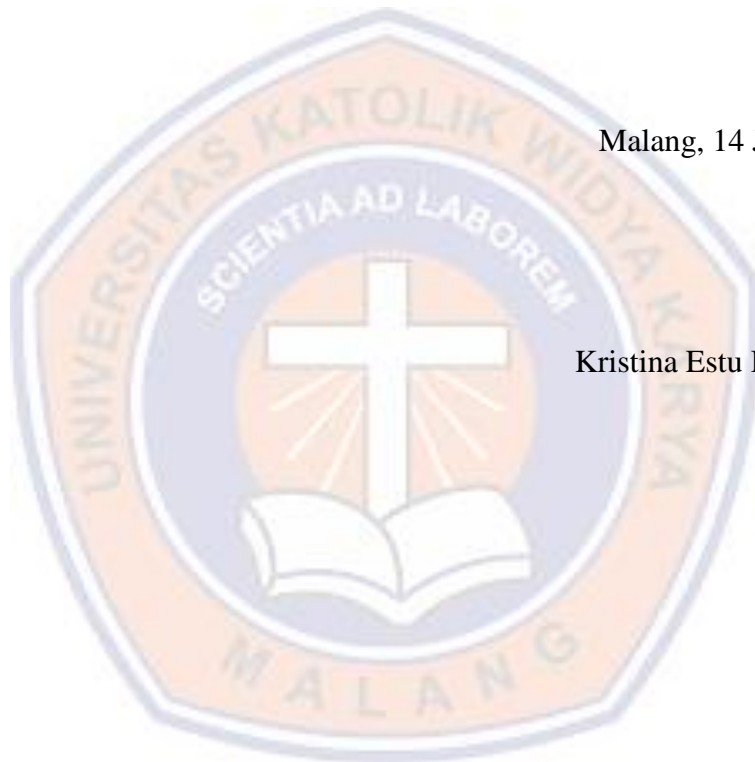 UNIVERSITAS KATOLIK WIDYA KARYA
SCIENTIA AD LABOREM
Malang, 14
Kristina Estu
MALANG